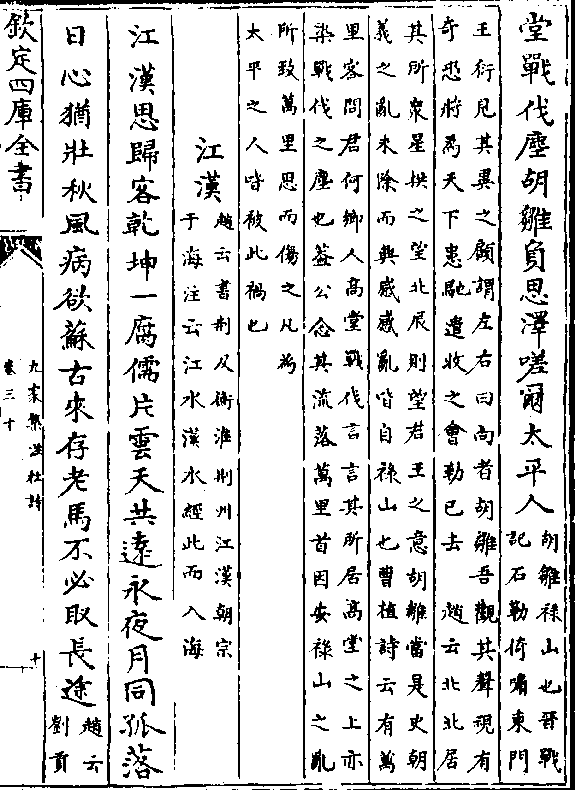 堂戰伐塵胡雛負恩澤嗟爾太平人
胡雛祿山也晉載
記石勒倚嘯東門
王衍見其異之顧謂左右曰向者胡雛吾觀其聲視有
奇恐將為天下患馳遣收之會勒已去 趙云北北居
其所衆星拱之望北辰則望君王之意胡雛當是史朝
義之亂未除而興感感亂皆自祿山也曹植詩云有萬
里客問君何鄉人高堂戰伐言言其所居高堂之上亦
染戰伐之塵也葢公念其流落萬里首因安祿山之亂
所致萬里思而傷之凡為
太平之人皆被此禍也
江漢
趙云書荆及衡淮荆州江漢朝宗
于海注云江水漢水經此而入海
江漢思歸客乾坤一腐儒片雲天共遠永夜月同孤落
日心猶壯秋風病欲蘇古來存老馬不必取長途
趙云
劉貢
欽定四庫全書
九家集注杜詩
卷三十
十